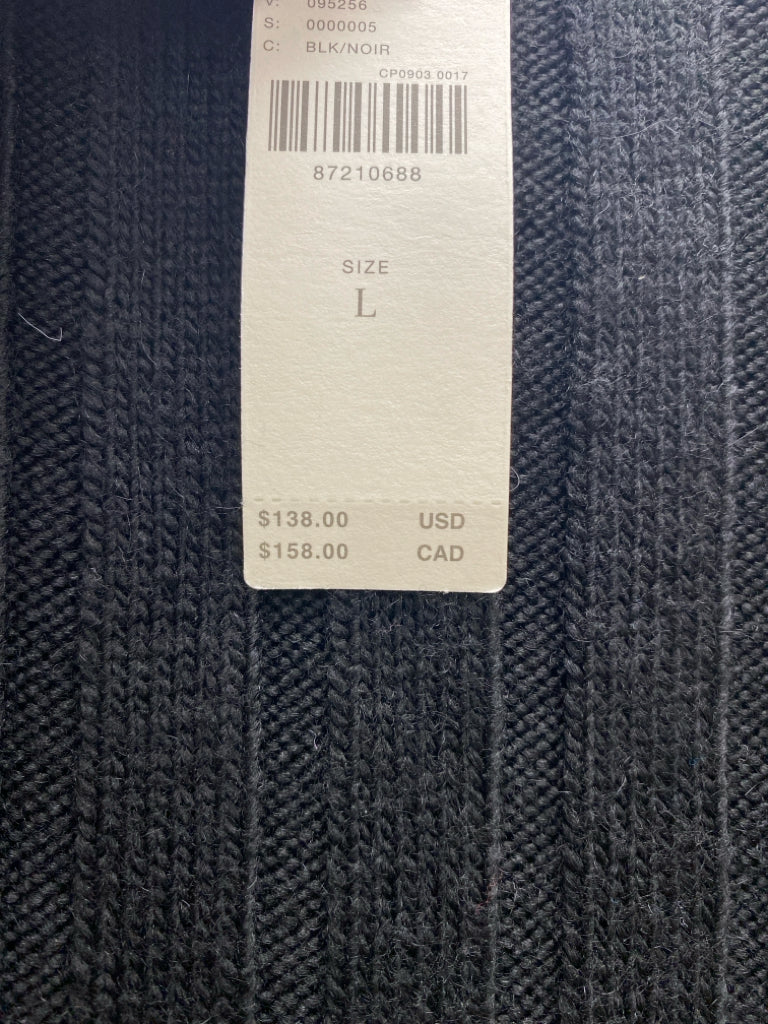 V: 095256
S: 0000005
C: BLK/NOIR
CP0903 0017
87210688
SIZE
L
$138.00 USD
$158.00 CAD